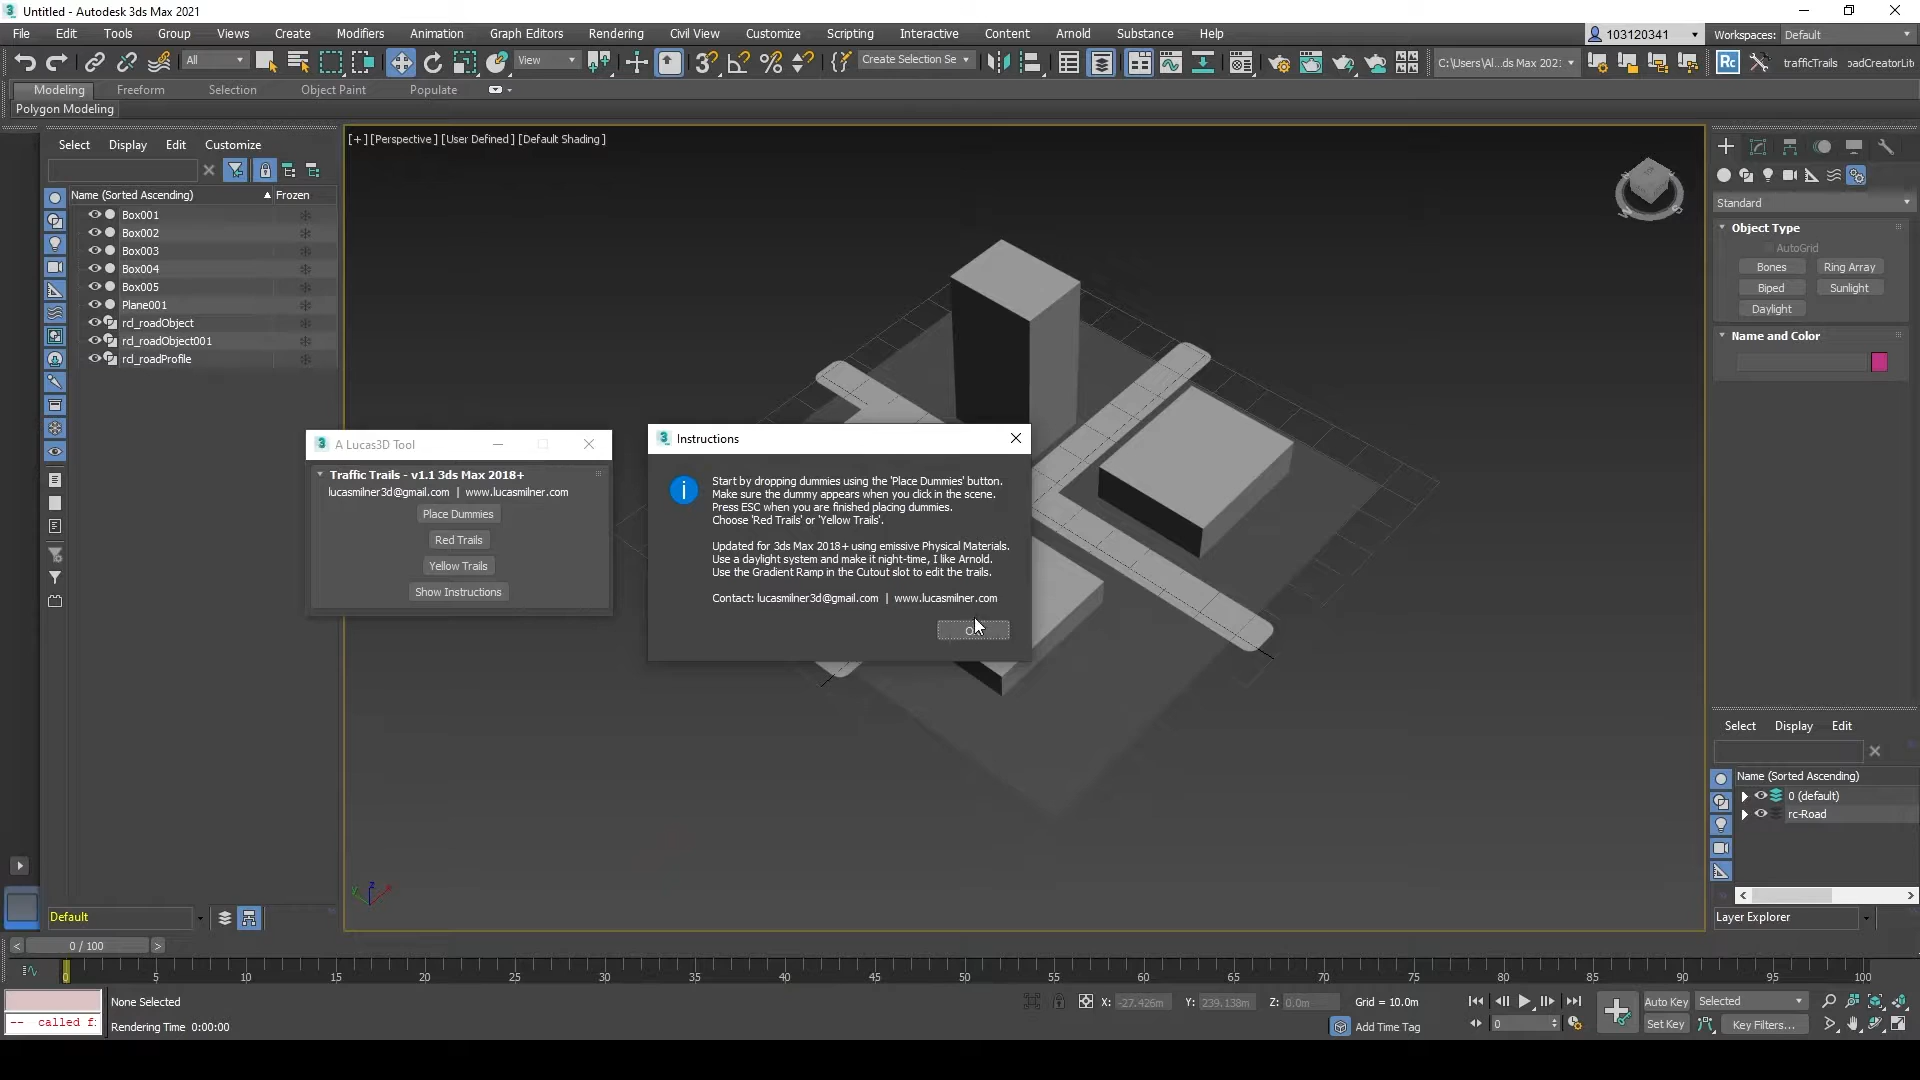 Untitled - Autodesk 3ds Max 2021
File Edit Tools Group Views Create Modifiers Animation Graph Editors Rendering Civil View Customize Scripting Interactive Content Arnold Substance Help
103120341 Workspaces: Default
All View Create Selection Se C:\Users\Al...ds Max 202: Rc trafficTrails oadCreatorLit
Modeling Freeform Selection Object Paint Populate
Polygon Modeling
Select Display Edit Customize
[+] [Perspective] [User Defined] [Default Shading]
Name (Sorted Ascending) Frozen
Box001
Box002
Box003
Box004
Box005
Plane001
rcl_roadObject
rcl_roadObject001
rcl_roadProfile
Standard
Object Type
AutoGrid
Bones Ring Array
Biped Sunlight
Daylight
Name and Color
A Lucas3D Tool
Traffic Trails - v1.1 3ds Max 2018+
lucasmilner3d@gmail.com | www.lucasmilner.com
Place Dummies
Red Trails
Yellow Trails
Show Instructions
Instructions
Start by dropping dummies using the 'Place Dummies' button.
Make sure the dummy appears when you click in the scene.
Press ESC when you are finished placing dummies.
Choose 'Red Trails' or 'Yellow Trails'.
Updated for 3ds Max 2018+ using emissive Physical Materials.
Use a daylight system and make it night-time, I like Arnold.
Use the Gradient Ramp in the Cutout slot to edit the trails.
Contact: lucasmilner3d@gmail.com | www.lucasmilner.com
Select Display Edit
Name (Sorted Ascending)
0 (default)
rc-Road
Default
Layer Explorer
0 / 100
0 5 10 15 20 25 30 35 40 45 50 55 60 65 70 75 80 85 90 95 100
None Selected
X: -27.426m Y: 239.138m Z: 0.0m Grid = 10.0m
Auto Key Selected
-- called f:
Rendering Time 0:00:00
Add Time Tag
0
Set Key Key Filters...